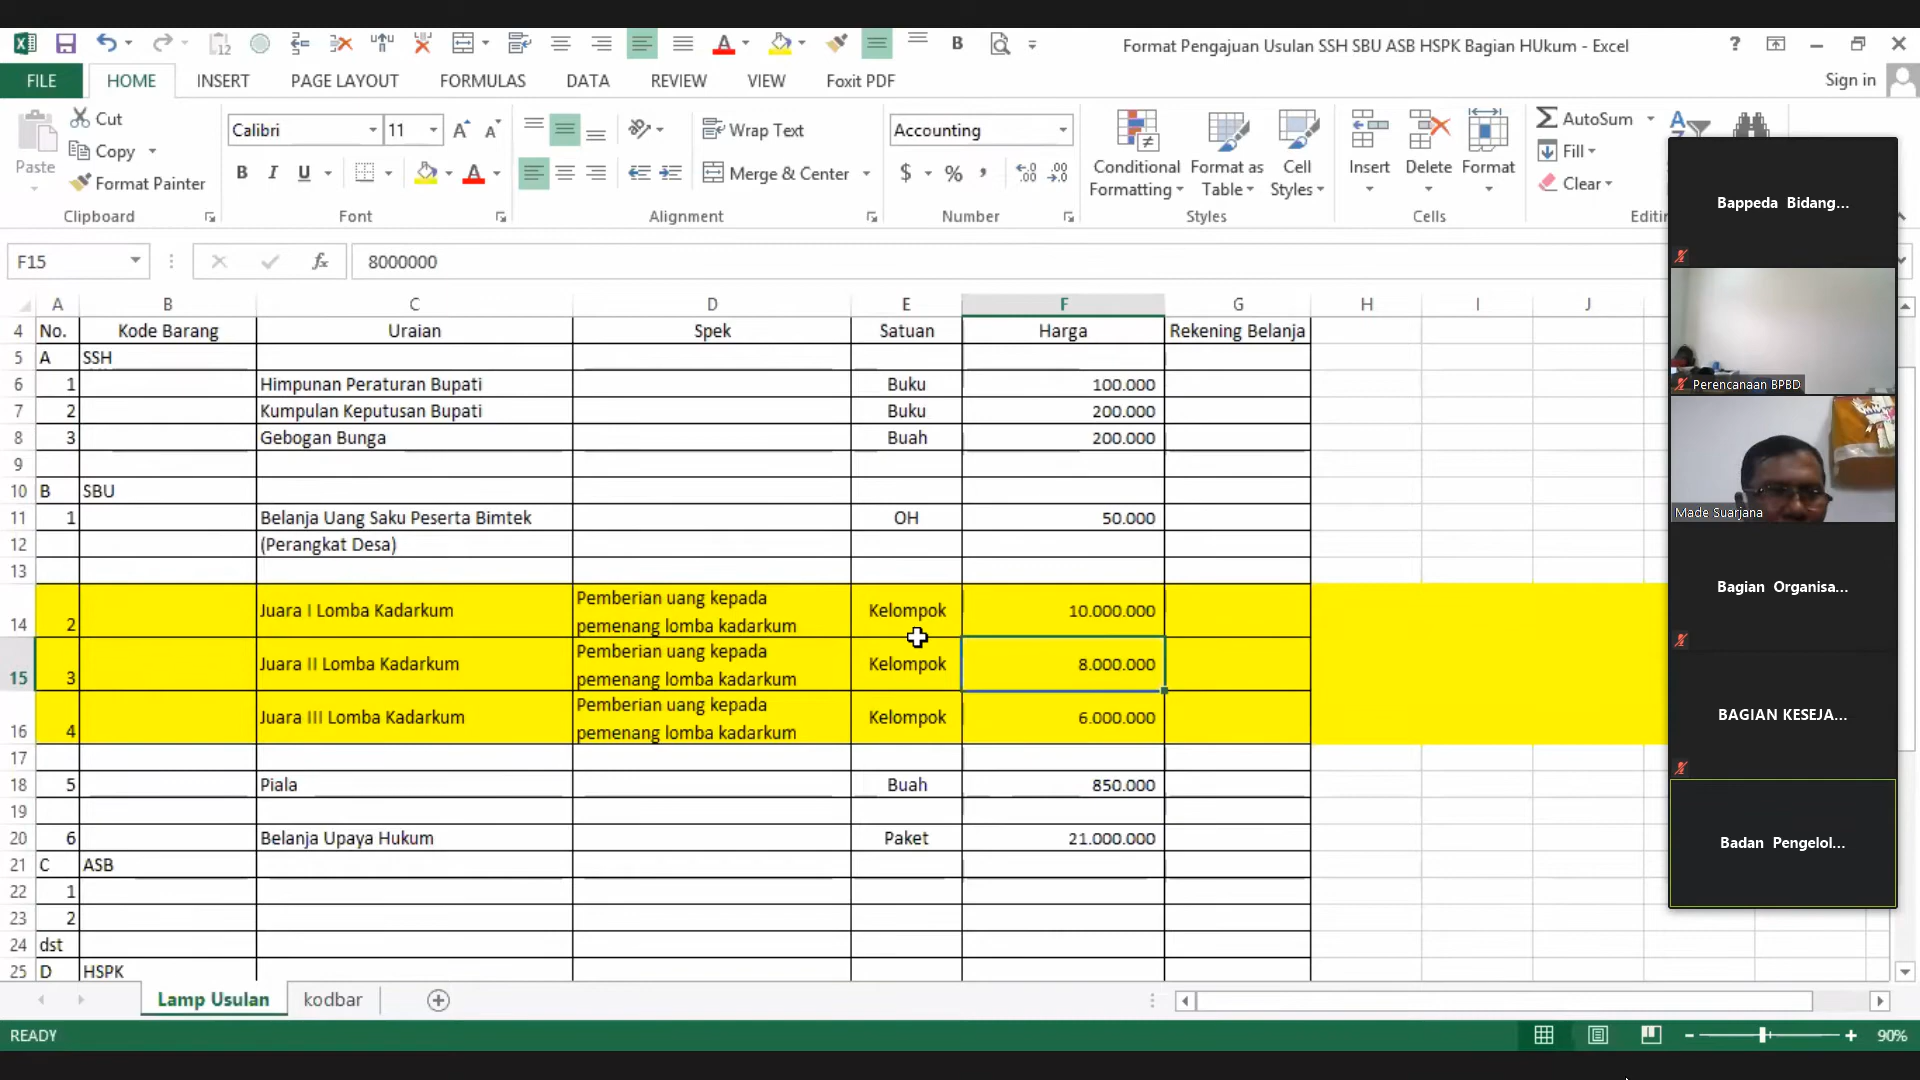 Format Pengajuan Usulan SSH SBU ASB HSPK Bagian HUkum - Excel
?
12
A
B
FILE
HOME
INSERT
PAGE LAYOUT
FORMULAS
DATA
REVIEW
VIEW
Foxit PDF
Sign in
Paste
Cut
Copy
Format Painter
Clipboard
Calibri
11
B I U
Font
Wrap Text
Merge & Center
Alignment
Accounting
$ % ,
Number
Conditional Formatting
Format as Table
Cell Styles
Styles
Insert
Delete
Format
Cells
AutoSum
Fill
Clear
F15
fx
8000000
A B C D E F G H I J
4 No. Kode Barang Uraian Spek Satuan Harga Rekening Belanja
5 A SSH
6 1 Himpunan Peraturan Bupati Buku 100.000
7 2 Kumpulan Keputusan Bupati Buku 200.000
8 3 Gebogan Bunga Buah 200.000
9
10 B SBU
11 1 Belanja Uang Saku Peserta Bimtek OH 50.000
12 (Perangkat Desa)
13
14 2 Juara I Lomba Kadarkum Pemberian uang kepada pemenang lomba kadarkum Kelompok 10.000.000
15 3 Juara II Lomba Kadarkum Pemberian uang kepada pemenang lomba kadarkum Kelompok 8.000.000
16 4 Juara III Lomba Kadarkum Pemberian uang kepada pemenang lomba kadarkum Kelompok 6.000.000
17
18 5 Piala Buah 850.000
19
20 6 Belanja Upaya Hukum Paket 21.000.000
21 C ASB
22 1
23 2
24 dst
25 D HSPK
Bappeda Bidang...
Perencanaan BPBD
Made Suarjana
Bagian Organisa...
BAGIAN KESEJA...
Badan Pengelol...
Lamp Usulan
kodbar
READY
90%